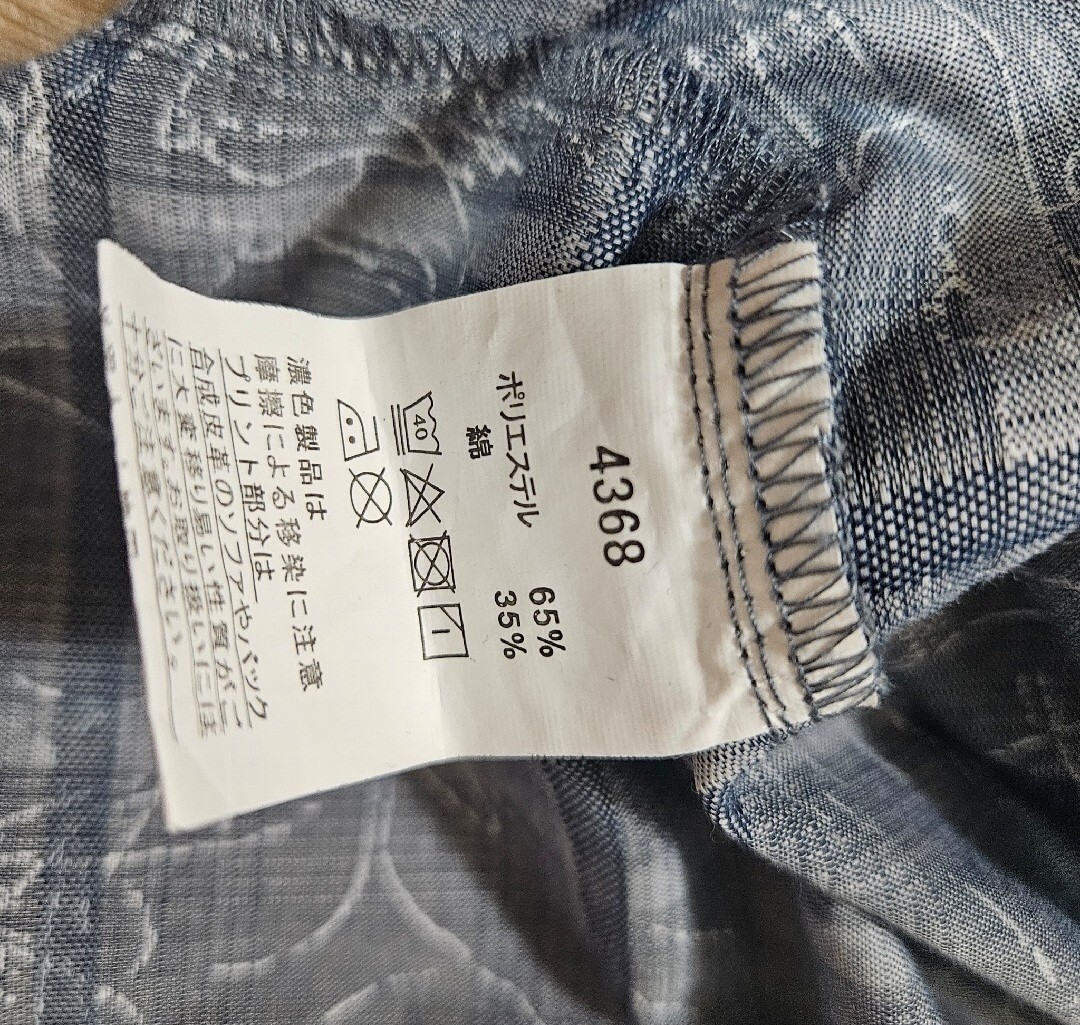 4368
ポリエステル 65%
綿 35%
40
濃色製品は
摩擦による移染に注意
プリント部分は
合成皮革のソファやバック
に大変移り易い性質がご
ざいます。お取り扱いには
十分ご注意ください。